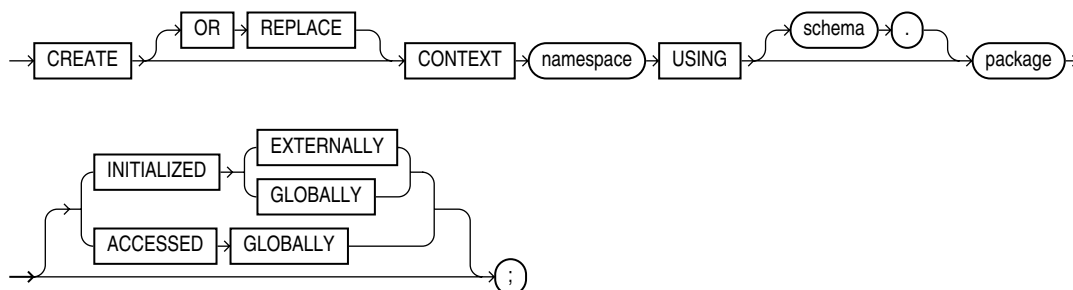 OR REPLACE schema .
CREATE CONTEXT namespace USING package
INITIALIZED EXTERNALLY
GLOBALLY
ACCESSED GLOBALLY
;